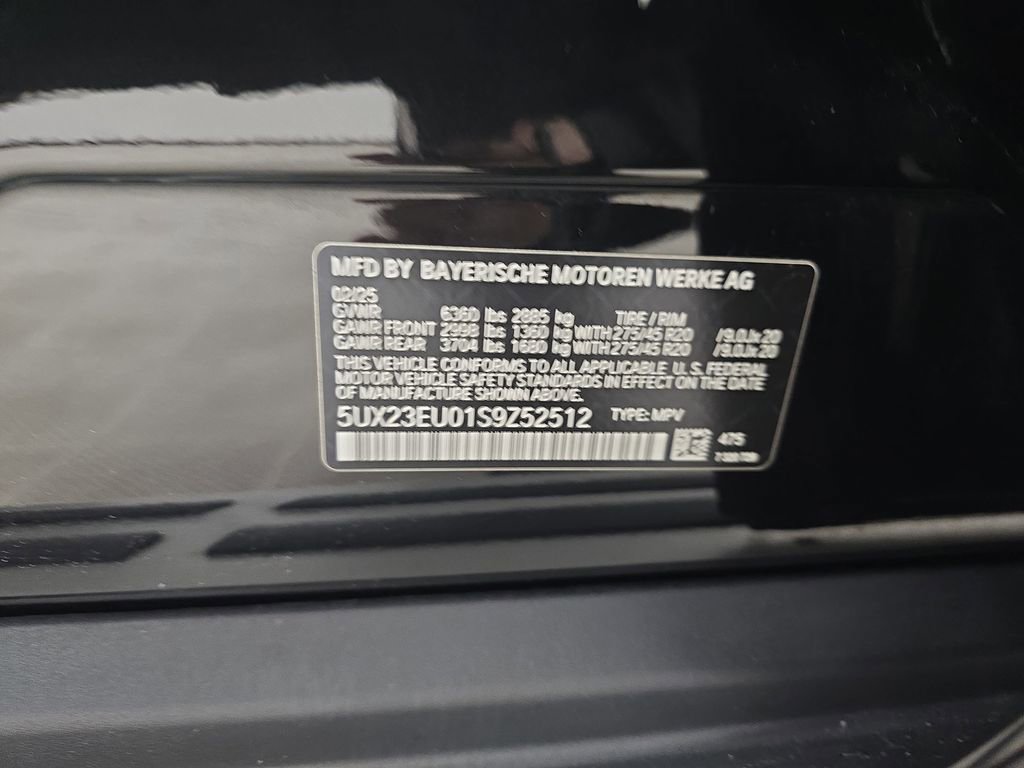 MFD BY BAYERISCHE MOTOREN WERKE AG
02/25
GVWR 6360 lbs 2885 kg TIRE / RIM
GAWR FRONT 2998 lbs 1360 kg WITH 275/45 R20 /9.0Jx20
GAWR REAR 3704 lbs 1680 kg WITH 275/45 R20 /9.0Jx20
THIS VEHICLE CONFORMS TO ALL APPLICABLE U.S. FEDERAL
MOTOR VEHICLE SAFETY STANDARDS IN EFFECT ON THE DATE
OF MANUFACTURE SHOWN ABOVE.
5UX23EU01S9Z52512 TYPE: MPV
475